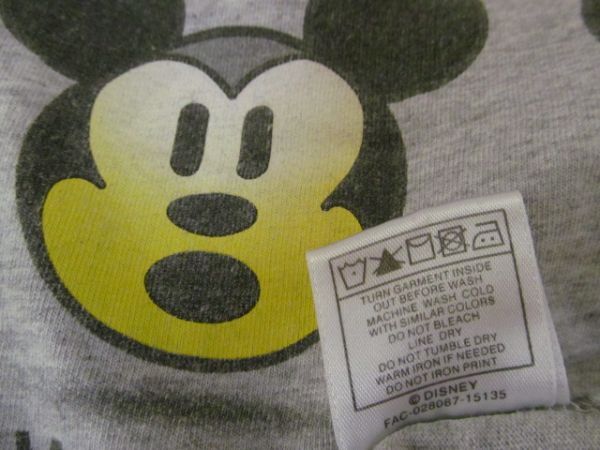 TURN GARMENT INSIDE
OUT BEFORE WASH
MACHINE WASH COLD
WITH SIMILAR COLORS
DO NOT BLEACH
LINE DRY
DO NOT TUMBLE DRY
WARM IRON IF NEEDED
DO NOT IRON PRINT
© DISNEY
FAC-028087-15135